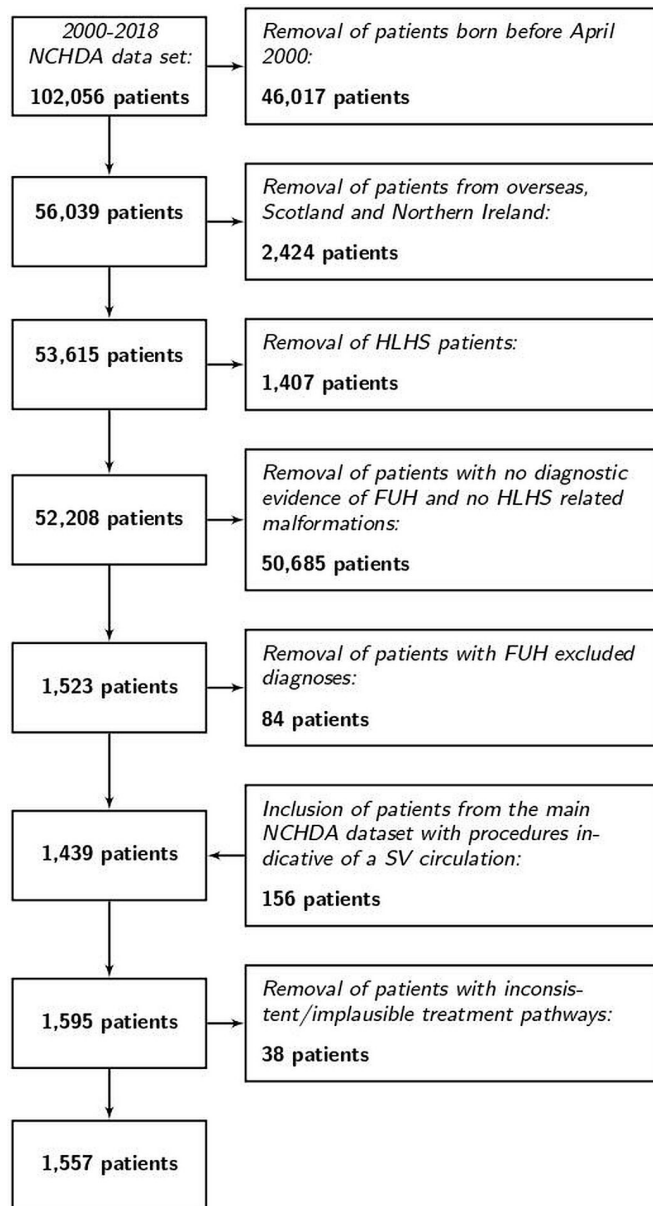 2000-2018
NCHDA data set:
102,056 patients
Removal of patients born before April
2000:
46,017 patients
56,039 patients
Removal of patients from overseas,
Scotland and Northern Ireland:
2,424 patients
53,615 patients
Removal of HLHS patients:
1,407 patients
52,208 patients
Removal of patients with no diagnostic
evidence of FUH and no HLHS related
malformations:
50,685 patients
1,523 patients
Removal of patients with FUH excluded
diagnoses:
84 patients
1,439 patients
Inclusion of patients from the main
NCHDA dataset with procedures in-
dicative of a SV circulation:
156 patients
1,595 patients
Removal of patients with inconsis-
tent/implausible treatment pathways:
38 patients
1,557 patients